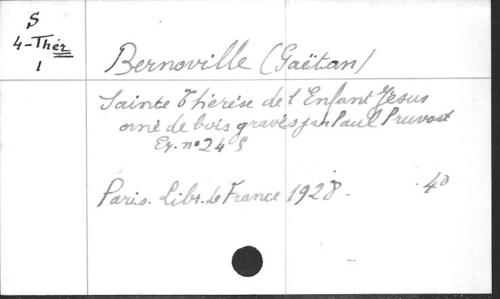 S
4-Thér
1
Bernoville (Gaëtan)
Sainte Thérèse de l'Enfant Jésus
orné de bois gravés par Paul Pruvost
Ex. n° 245
Paris. Libr. de France 1928 - 4°